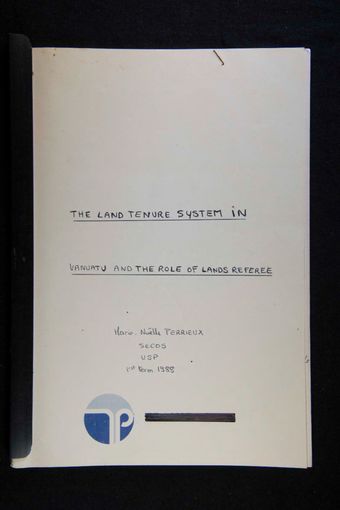 THE LAND TENURE SYSTEM IN
VANUATU AND THE ROLE OF LANDS REFEREE
Marie-Noëlle FERRIEUX
SECDS
USP
1st Term 1988